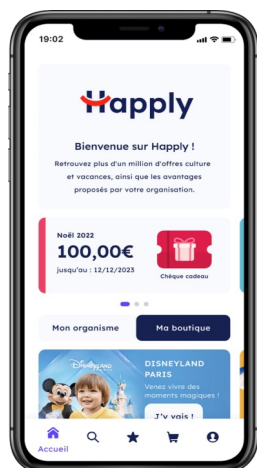 19:02
Happly
Bienvenue sur Happly !
Retrouvez plus d'un million d'offres culture
et vacances, ainsi que les avantages
proposés par votre organisation.
Noël 2022
100,00€
jusqu'au : 12/12/2023
Chèque cadeau
Mon organisme
Ma boutique
Disneyland
PARIS
DISNEYLAND
PARIS
Venez vivre des
moments magiques !
J'y vais !
Accueil